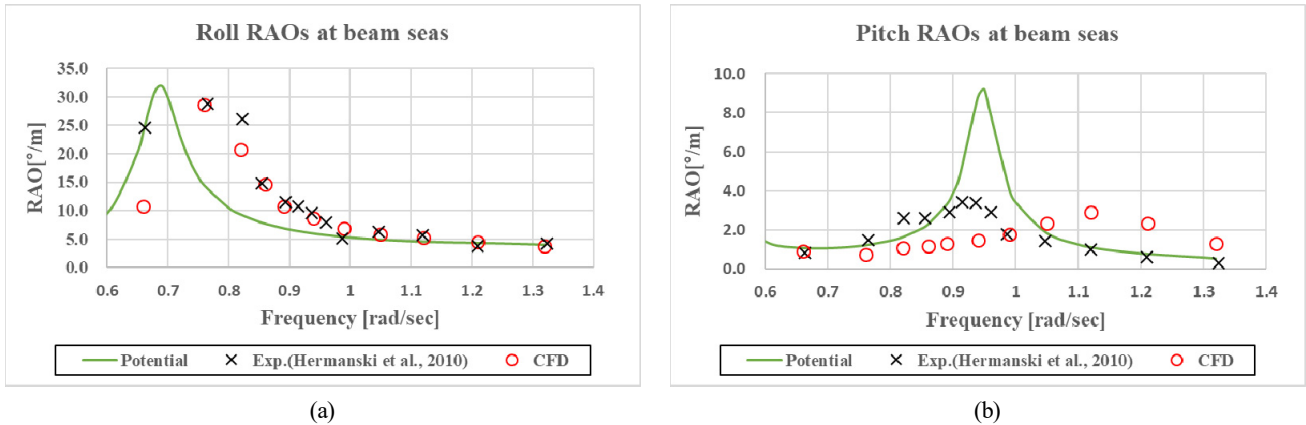 Roll RAOs at beam seas
35.0
30.0
25.0
20.0
15.0
10.0
5.0
0.0
RAO[°/m]
0.6 0.7 0.8 0.9 1 1.1 1.2 1.3 1.4
Frequency [rad/sec]
Potential Exp.(Hermanski et al., 2010) CFD
(a)
Pitch RAOs at beam seas
10.0
8.0
6.0
4.0
2.0
0.0
RAO[°/m]
0.6 0.7 0.8 0.9 1 1.1 1.2 1.3 1.4
Frequency [rad/sec]
Potential Exp.(Hermanski et al., 2010) CFD
(b)